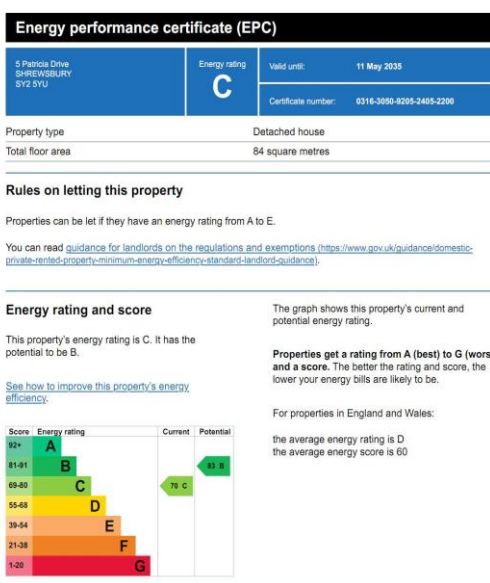 Energy performance certificate (EPC)
5 Patricia Drive
SHREWSBURY
SY2 5YU
Energy rating
C
Valid until: 11 May 2035
Certificate number: 0316-3050-9205-2405-2200
Property type Detached house
Total floor area 84 square metres
Rules on letting this property
Properties can be let if they have an energy rating from A to E.
You can read guidance for landlords on the regulations and exemptions (https://www.gov.uk/guidance/domestic-
private-rented-property-minimum-energy-efficiency-standard-landlord-guidance).
Energy rating and score
This property's energy rating is C. It has the
potential to be B.
See how to improve this property's energy
efficiency.
Score Energy rating Current Potential
92+ A
81-91 B 83 B
69-80 C 70 C
55-68 D
39-54 E
21-38 F
1-20 G
The graph shows this property's current and
potential energy rating.
Properties get a rating from A (best) to G (wors
and a score. The better the rating and score, the
lower your energy bills are likely to be.
For properties in England and Wales:
the average energy rating is D
the average energy score is 60